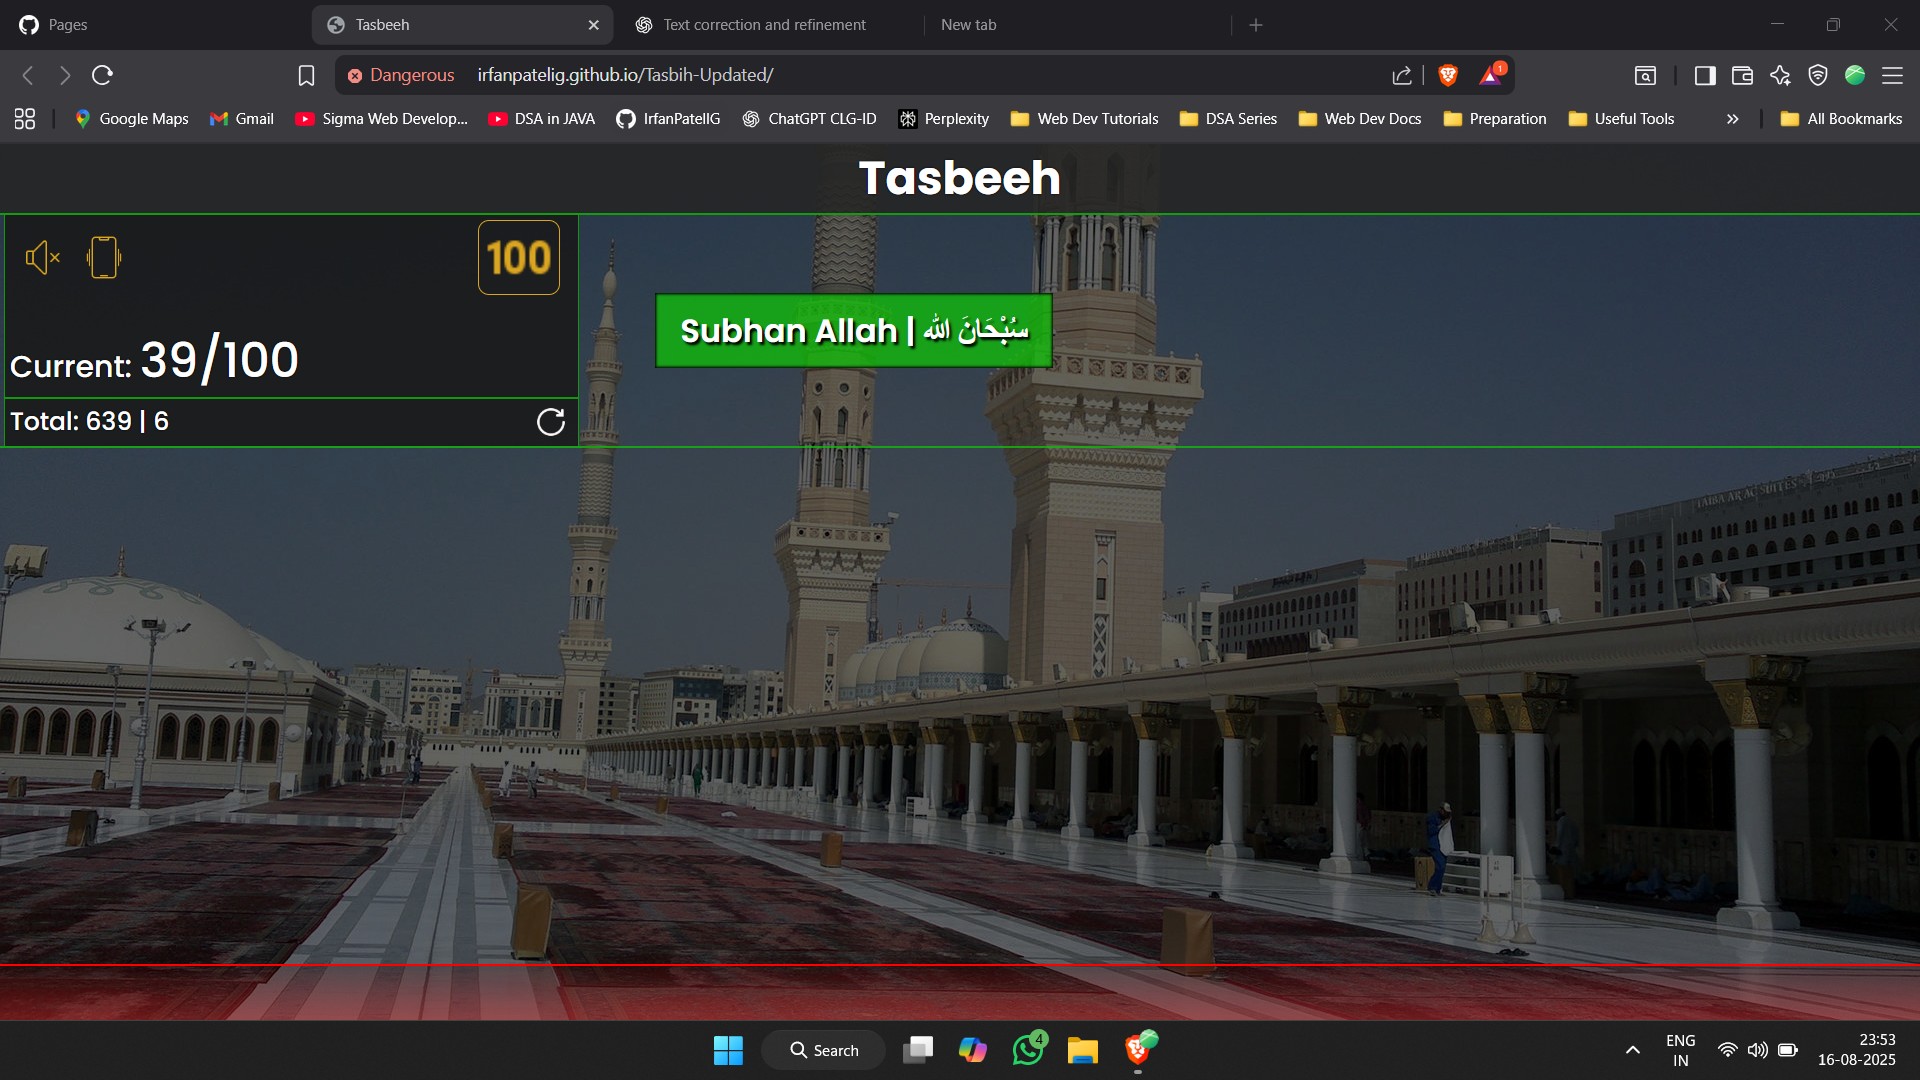 Pages
Tasbeeh
Text correction and refinement
New tab
Dangerous
irfanpatelig.github.io/Tasbih-Updated/
1
Google Maps
Gmail
Sigma Web Develop...
DSA in JAVA
IrfanPatelIG
ChatGPT CLG-ID
Perplexity
Web Dev Tutorials
DSA Series
Web Dev Docs
Preparation
Useful Tools
All Bookmarks
Tasbeeh
100
Current: 39/100
Total: 639 | 6
Subhan Allah | سُبْحَانَ الله
Search
4
ENG
IN
23:53
16-08-2025